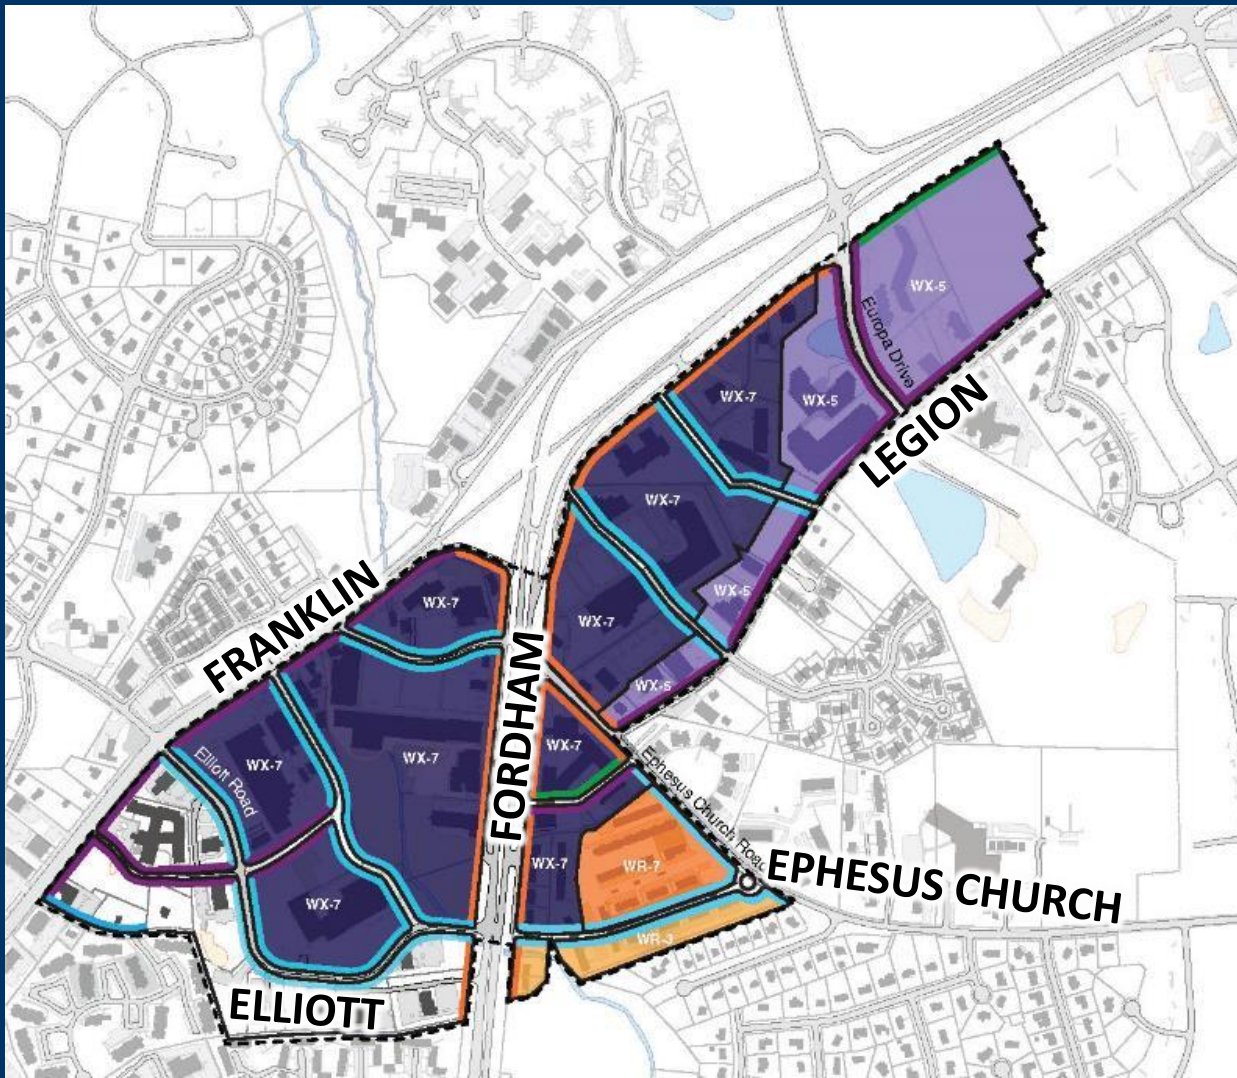 WX-5
Europa Drive
WX-7
WX-5
LEGION
WX-7
WX-5
WX-7
FRANKLIN
WX-7
FORDHAM
WX-5
WX-7
WX-7
WX-7
Elliott Road
Ephesus Church Road
WX-7
WR-7
EPHESUS CHURCH
WX-7
WR-3
ELLIOTT